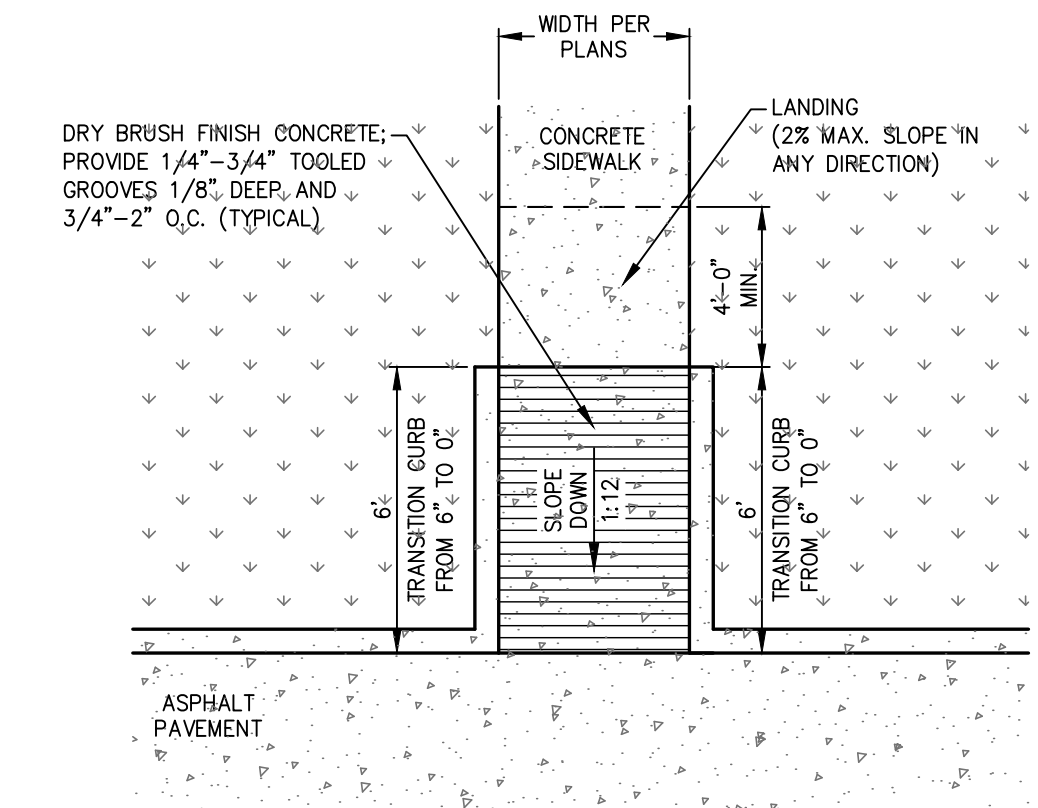 WIDTH PER
PLANS
DRY BRUSH FINISH CONCRETE;
PROVIDE 1/4"-3/4" TOOLED
GROOVES 1/8" DEEP AND
3/4"-2" O.C. (TYPICAL)
CONCRETE
SIDEWALK
LANDING
(2% MAX. SLOPE IN
ANY DIRECTION)
4'-0"
MIN.
6'
TRANSITION CURB
FROM 6" TO 0"
SLOPE
DOWN
1:12
6'
TRANSITION CURB
FROM 6" TO 0"
ASPHALT
PAVEMENT